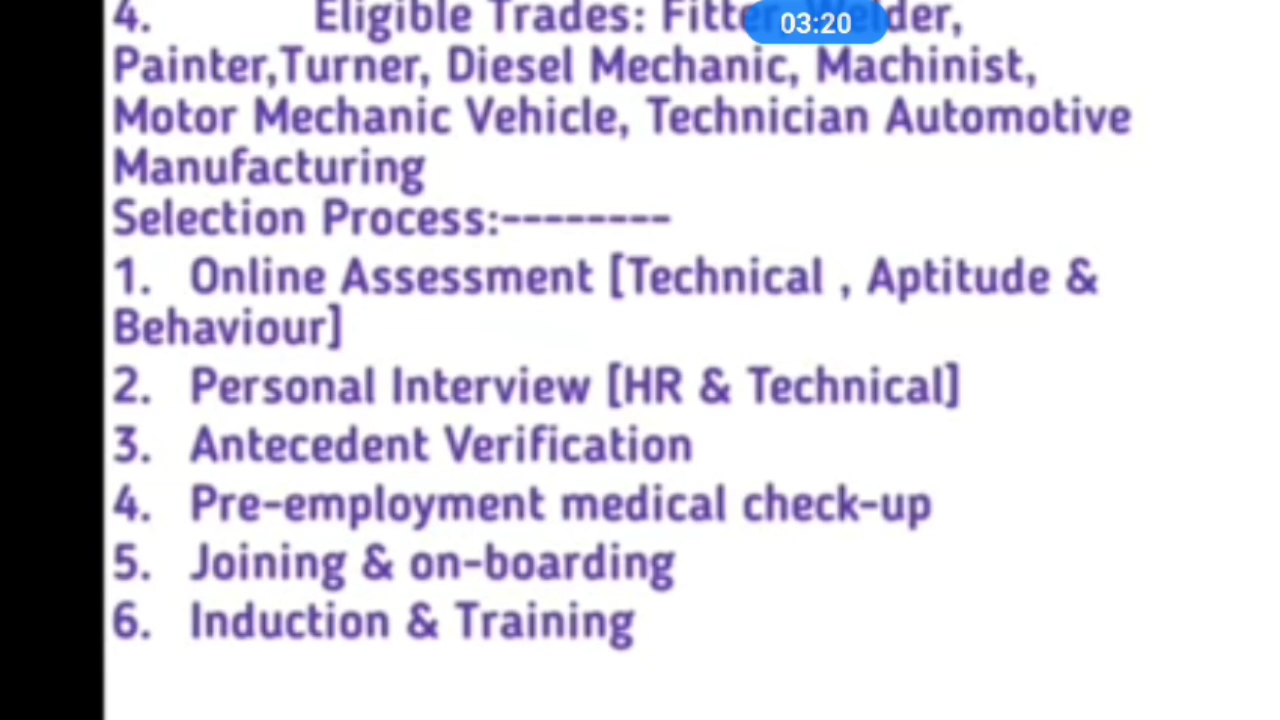 4. Eligible Trades: Fitter, Welder,
03:20
Painter,Turner, Diesel Mechanic, Machinist,
Motor Mechanic Vehicle, Technician Automotive
Manufacturing
Selection Process:--------
1. Online Assessment [Technical , Aptitude &
Behaviour]
2. Personal Interview [HR & Technical]
3. Antecedent Verification
4. Pre-employment medical check-up
5. Joining & on-boarding
6. Induction & Training